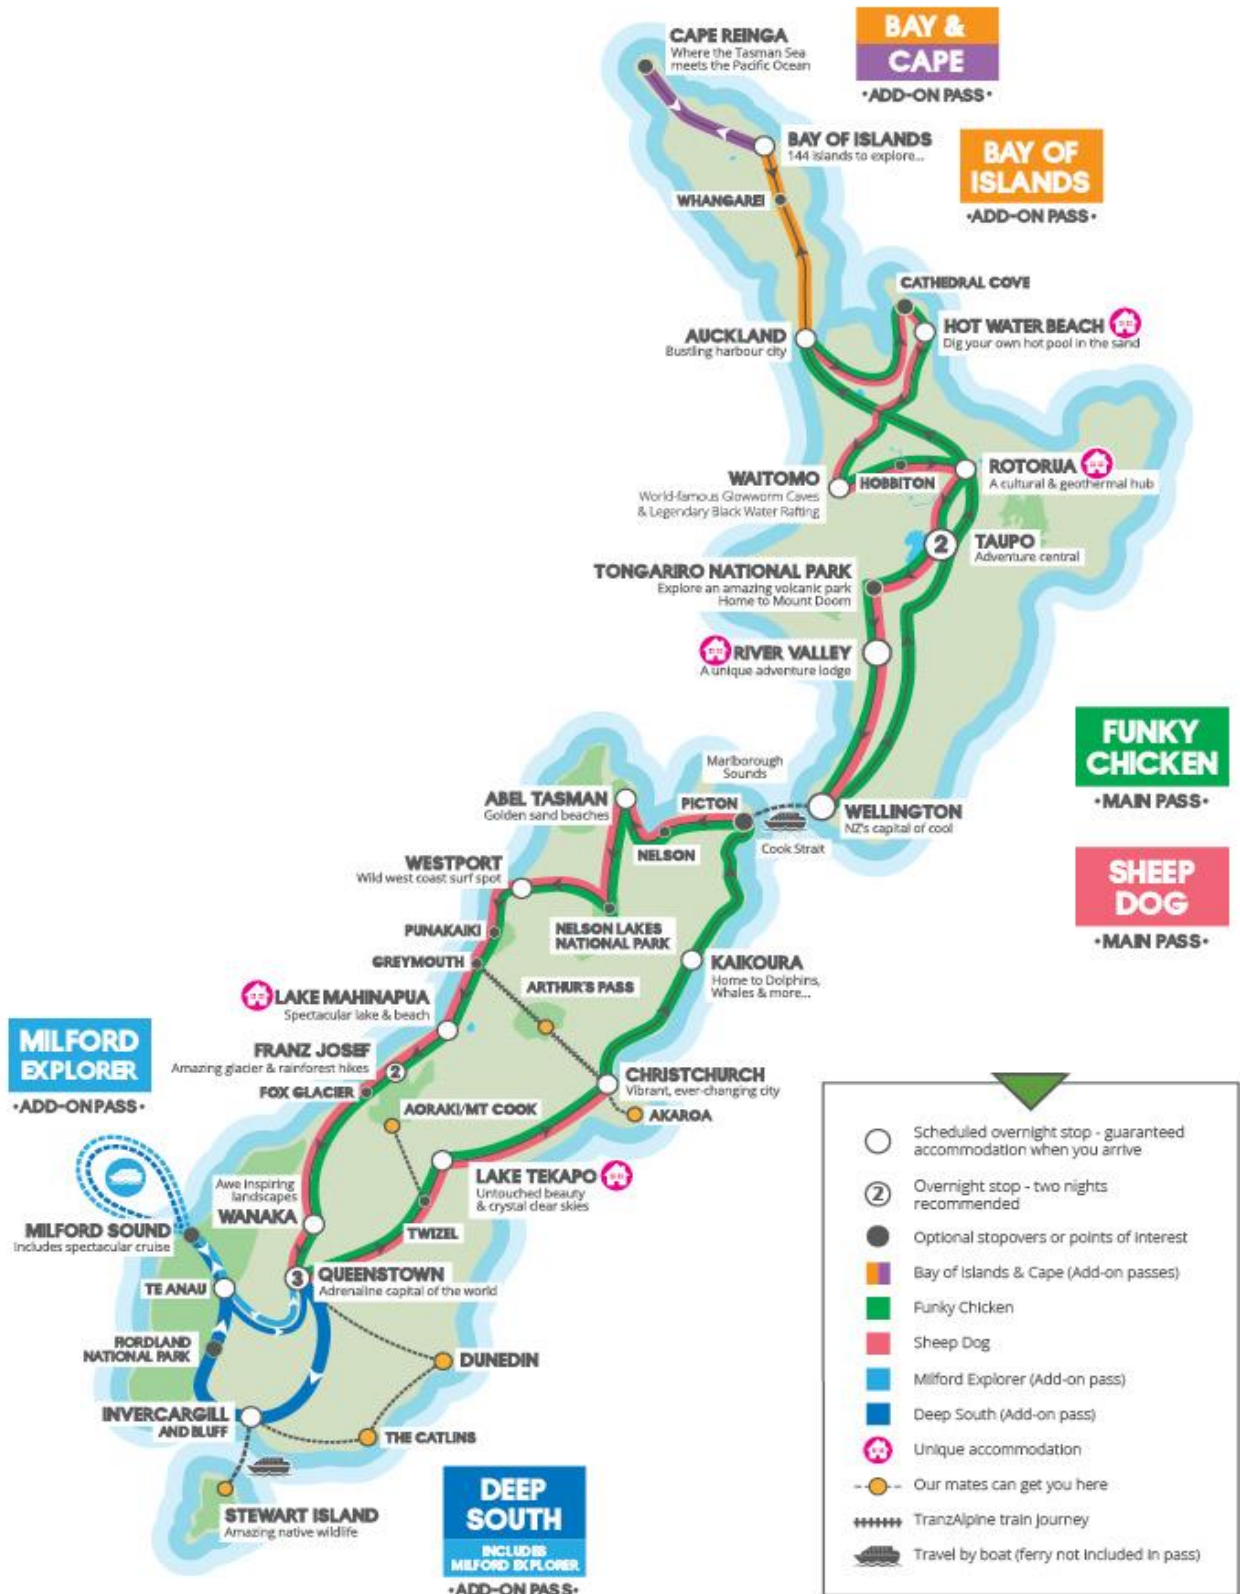 CAPE REINGA
Where the Tasman Sea
meets the Pacific Ocean
BAY &
CAPE
•ADD-ON PASS•
BAY OF ISLANDS
144 islands to explore...
BAY OF
ISLANDS
•ADD-ON PASS•
WHANGAREI
CATHEDRAL COVE
HOT WATER BEACH
Dig your own hot pool in the sand
AUCKLAND
Bustling harbour city
WAITOMO
World-famous Glowworm Caves
& Legendary Black Water Rafting
HOBBITON
ROTORUA
A cultural & geothermal hub
2
TAUPO
Adventure central
TONGARIRO NATIONAL PARK
Explore an amazing volcanic park
Home to Mount Doom
RIVER VALLEY
A unique adventure lodge
FUNKY
CHICKEN
•MAIN PASS•
Marlborough
Sounds
ABEL TASMAN
Golden sand beaches
PICTON
WELLINGTON
NZ's capital of cool
NELSON
Cook Strait
SHEEP
DOG
•MAIN PASS•
WESTPORT
Wild west coast surf spot
PUNAKAIKI
NELSON LAKES
NATIONAL PARK
GREYMOUTH
KAIKOURA
Home to Dolphins,
Whales & more...
ARTHUR'S PASS
LAKE MAHINAPUA
Spectacular lake & beach
MILFORD
EXPLORER
•ADD-ON PASS•
FRANZ JOSEF
Amazing glacier & rainforest hikes
2
FOX GLACIER
CHRISTCHURCH
Vibrant, ever-changing city
AORAKI/MT COOK
AKAROA
LAKE TEKAPO
Untouched beauty
& crystal clear skies
Awe inspiring
landscapes
WANAKA
TWIZEL
MILFORD SOUND
Includes spectacular cruise
3
QUEENSTOWN
Adrenaline capital of the world
TE ANAU
FIORDLAND
NATIONAL PARK
DUNEDIN
INVERCARGILL
AND BLUFF
THE CATLINS
STEWART ISLAND
Amazing native wildlife
DEEP
SOUTH
INCLUDES
MILFORD EXPLORER
•ADD-ON PASS•
Scheduled overnight stop - guaranteed
accommodation when you arrive
2
Overnight stop - two nights
recommended
Optional stopovers or points of interest
Bay of Islands & Cape (Add-on passes)
Funky Chicken
Sheep Dog
Milford Explorer (Add-on pass)
Deep South (Add-on pass)
Unique accommodation
Our mates can get you here
TranzAlpine train journey
Travel by boat (ferry not included in pass)